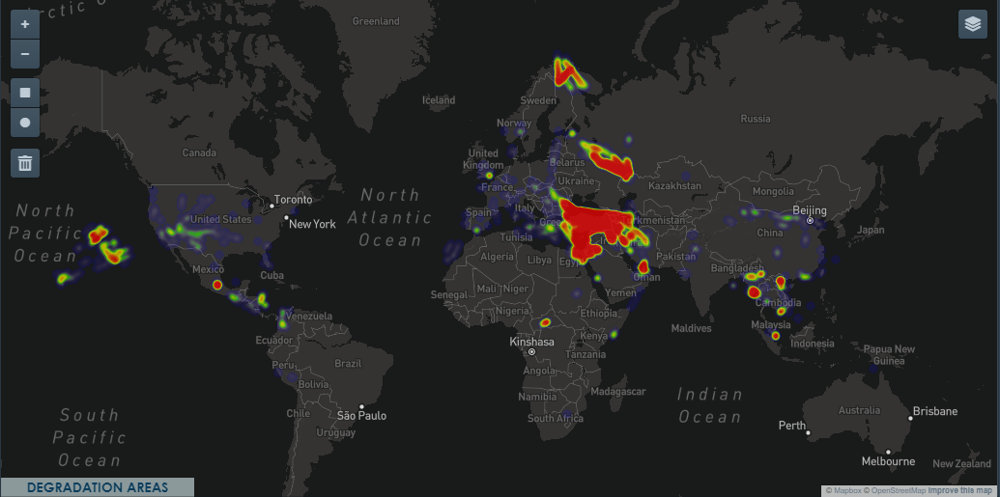 Greenland
Iceland
Sweden
Russia
Norway
Canada
United
Kingdom
Belarus
Ukraine
Kazakhstan
Mongolia
France
North
Pacific
Ocean
Toronto
New York
United States
North
Atlantic
Ocean
Spain
Italy
Tunisia
Beijing
China
Japan
Mexico
Cuba
Algeria
Libya
Pakistan
Bangladesh
Oman
Senegal
Mali
Niger
Yemen
Cambodia
Venezuela
Nigeria
Ethiopia
Maldives
Malaysia
Ecuador
Kinshasa
Kenya
Indonesia
Tanzania
Papua New
Guinea
Peru
Brazil
Angola
Bolivia
Namibia
Madagascar
Indian
Ocean
Chile
São Paulo
South Africa
Australia
Brisbane
Perth
Uruguay
South
Pacific
Ocean
Melbourne
New Zealand
DEGRADATION AREAS
© Mapbox © OpenStreetMap Improve this map